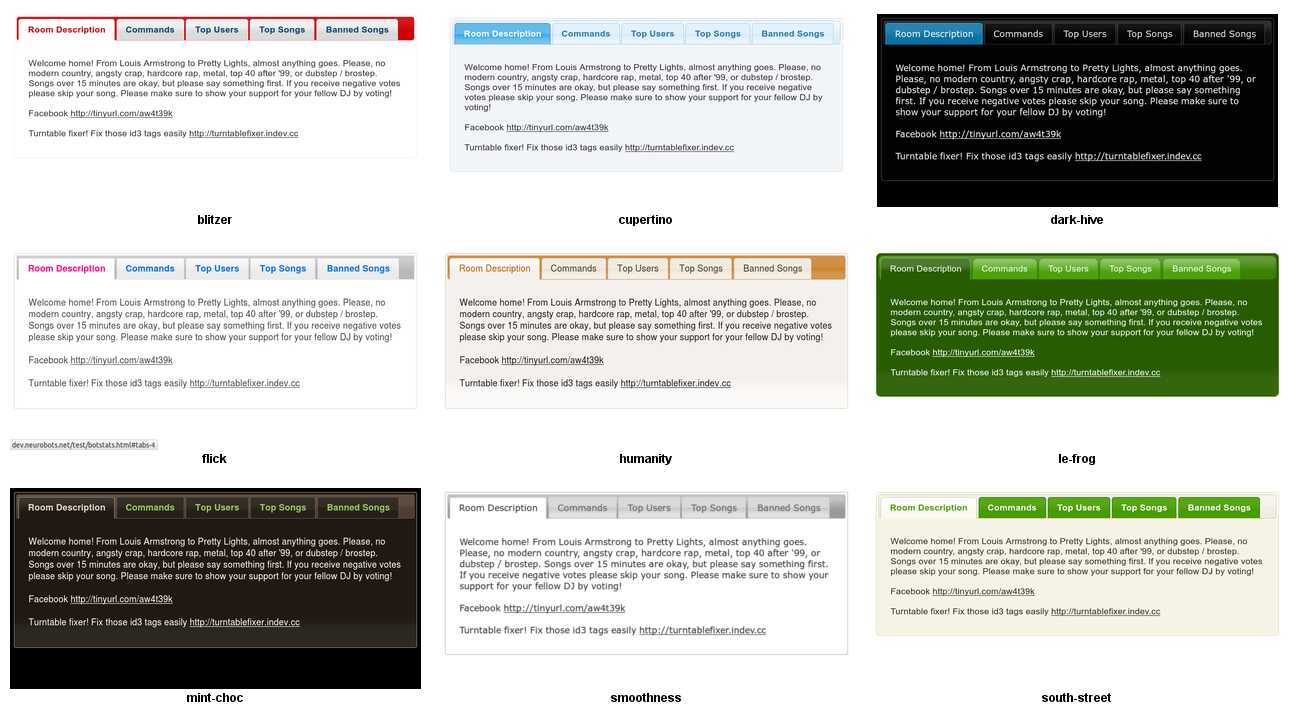 Room Description Commands Top Users Top Songs Banned Songs
Welcome home! From Louis Armstrong to Pretty Lights, almost anything goes. Please, no
modern country, angsty crap, hardcore rap, metal, top 40 after '99, or dubstep / brostep.
Songs over 15 minutes are okay, but please say something first. If you receive negative votes
please skip your song. Please make sure to show your support for your fellow DJ by voting!
Facebook http://tinyurl.com/aw4t39k
Turntable fixer! Fix those id3 tags easily http://turntablefixer.indev.cc
blitzer
Room Description Commands Top Users Top Songs Banned Songs
Welcome home! From Louis Armstrong to Pretty Lights, almost anything goes. Please, no
modern country, angsty crap, hardcore rap, metal, top 40 after '99, or dubstep / brostep.
Songs over 15 minutes are okay, but please say something first. If you receive negative
votes please skip your song. Please make sure to show your support for your fellow DJ by
voting!
Facebook http://tinyurl.com/aw4t39k
Turntable fixer! Fix those id3 tags easily http://turntablefixer.indev.cc
cupertino
Room Description Commands Top Users Top Songs Banned Songs
Welcome home! From Louis Armstrong to Pretty Lights, almost anything goes.
Please, no modern country, angsty crap, hardcore rap, metal, top 40 after '99, or
dubstep / brostep. Songs over 15 minutes are okay, but please say something
first. If you receive negative votes please skip your song. Please make sure to
show your support for your fellow DJ by voting!
Facebook http://tinyurl.com/aw4t39k
Turntable fixer! Fix those id3 tags easily http://turntablefixer.indev.cc
dark-hive
Room Description Commands Top Users Top Songs Banned Songs
Welcome home! From Louis Armstrong to Pretty Lights, almost anything goes. Please, no
modern country, angsty crap, hardcore rap, metal, top 40 after '99, or dubstep / brostep.
Songs over 15 minutes are okay, but please say something first. If you receive negative votes
please skip your song. Please make sure to show your support for your fellow DJ by voting!
Facebook http://tinyurl.com/aw4t39k
Turntable fixer! Fix those id3 tags easily http://turntablefixer.indev.cc
dev.neurobots.net/test/botstats.html#tabs-4
flick
Room Description Commands Top Users Top Songs Banned Songs
Welcome home! From Louis Armstrong to Pretty Lights, almost anything goes. Please, no
modern country, angsty crap, hardcore rap, metal, top 40 after '99, or dubstep / brostep.
Songs over 15 minutes are okay, but please say something first. If you receive negative votes
please skip your song. Please make sure to show your support for your fellow DJ by voting!
Facebook http://tinyurl.com/aw4t39k
Turntable fixer! Fix those id3 tags easily http://turntablefixer.indev.cc
humanity
Room Description Commands Top Users Top Songs Banned Songs
Welcome home! From Louis Armstrong to Pretty Lights, almost anything goes. Please, no
modern country, angsty crap, hardcore rap, metal, top 40 after '99, or dubstep / brostep.
Songs over 15 minutes are okay, but please say something first. If you receive negative votes
please skip your song. Please make sure to show your support for your fellow DJ by voting!
Facebook http://tinyurl.com/aw4t39k
Turntable fixer! Fix those id3 tags easily http://turntablefixer.indev.cc
le-frog
Room Description Commands Top Users Top Songs Banned Songs
Welcome home! From Louis Armstrong to Pretty Lights, almost anything goes. Please, no
modern country, angsty crap, hardcore rap, metal, top 40 after '99, or dubstep / brostep.
Songs over 15 minutes are okay, but please say something first. If you receive negative votes
please skip your song. Please make sure to show your support for your fellow DJ by voting!
Facebook http://tinyurl.com/aw4t39k
Turntable fixer! Fix those id3 tags easily http://turntablefixer.indev.cc
mint-choc
Room Description Commands Top Users Top Songs Banned Songs
Welcome home! From Louis Armstrong to Pretty Lights, almost anything goes.
Please, no modern country, angsty crap, hardcore rap, metal, top 40 after '99, or
dubstep / brostep. Songs over 15 minutes are okay, but please say something first.
If you receive negative votes please skip your song. Please make sure to show your
support for your fellow DJ by voting!
Facebook http://tinyurl.com/aw4t39k
Turntable fixer! Fix those id3 tags easily http://turntablefixer.indev.cc
smoothness
Room Description Commands Top Users Top Songs Banned Songs
Welcome home! From Louis Armstrong to Pretty Lights, almost anything goes. Please, no
modern country, angsty crap, hardcore rap, metal, top 40 after '99, or dubstep / brostep.
Songs over 15 minutes are okay, but please say something first. If you receive negative votes
please skip your song. Please make sure to show your support for your fellow DJ by voting!
Facebook http://tinyurl.com/aw4t39k
Turntable fixer! Fix those id3 tags easily http://turntablefixer.indev.cc
south-street